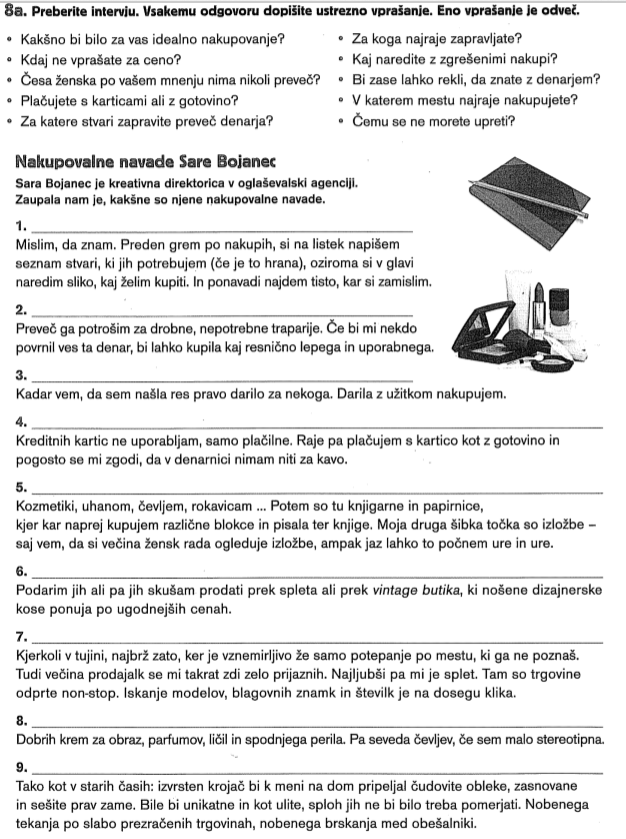 8a. Preberite intervju. Vsakemu odgovoru dopišite ustrezno vprašanje. Eno vprašanje je odveč.
• Kakšno bi bilo za vas idealno nakupovanje?
• Kdaj ne vprašate za ceno?
• Česa ženska po vašem mnenju nima nikoli preveč?
• Plačujete s karticami ali z gotovino?
• Za katere stvari zapravite preveč denarja?
• Za koga najraje zapravljate?
• Kaj naredite z zgrešenimi nakupi?
• Bi zase lahko rekli, da znate z denarjem?
• V katerem mestu najraje nakupujete?
• Čemu se ne morete upreti?
Nakupovalne navade Sare Bojanec
Sara Bojanec je kreativna direktorica v oglaševalski agenciji.
Zaupala nam je, kakšne so njene nakupovalne navade.
1.
Mislim, da znam. Preden grem po nakupih, si na listek napišem
seznam stvari, ki jih potrebujem (če je to hrana), oziroma si v glavi
naredim sliko, kaj želim kupiti. In ponavadi najdem tisto, kar si zamislim.
2.
Preveč ga potrošim za drobne, nepotrebne traparije. Če bi mi nekdo
povrnil ves ta denar, bi lahko kupila kaj resnično lepega in uporabnega.
3.
Kadar vem, da sem našla res pravo darilo za nekoga. Darila z užitkom nakupujem.
4.
Kreditnih kartic ne uporabljam, samo plačilne. Raje pa plačujem s kartico kot z gotovino in
pogosto se mi zgodi, da v denarnici nimam niti za kavo.
5.
Kozmetiki, uhanom, čevljem, rokavicam ... Potem so tu knjigarne in papirnice,
kjer kar naprej kupujem različne blokce in pisala ter knjige. Moja druga šibka točka so izložbe –
saj vem, da si večina žensk rada ogleduje izložbe, ampak jaz lahko to počnem ure in ure.
6.
Podarim jih ali pa jih skušam prodati prek spleta ali prek vintage butika, ki nošene dizajnerske
kose ponuja po ugodnejših cenah.
7.
Kjerkoli v tujini, najbrž zato, ker je vznemirljivo že samo potepanje po mestu, ki ga ne poznaš.
Tudi večina prodajalk se mi takrat zdi zelo prijaznih. Najljubši pa mi je splet. Tam so trgovine
odprte non-stop. Iskanje modelov, blagovnih znamk in številk je na dosegu klika.
8.
Dobrih krem za obraz, parfumov, ličil in spodnjega perila. Pa seveda čevljev, če sem malo stereotipna.
9.
Tako kot v starih časih: izvrsten krojač bi k meni na dom pripeljal čudovite obleke, zasnovane
in sešite prav zame. Bile bi unikatne in kot ulite, sploh jih ne bi bilo treba pomerjati. Nobenega
tekanja po slabo prezračenih trgovinah, nobenega brskanja med obešalniki.